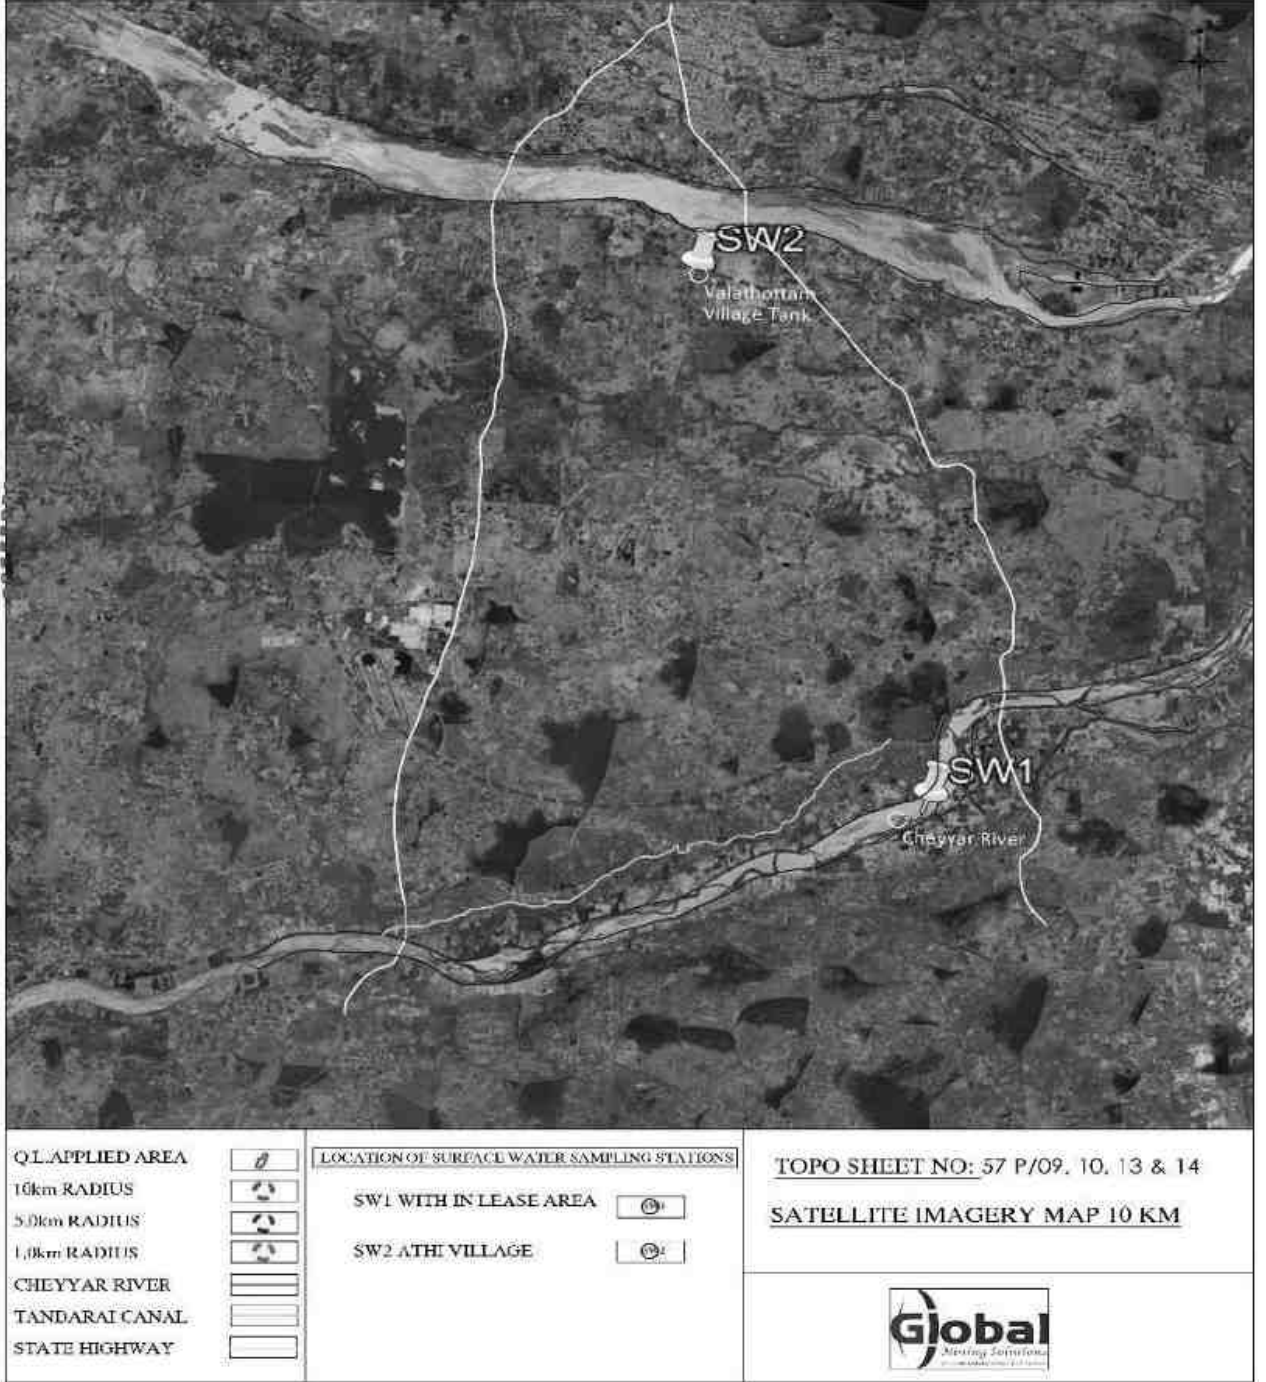 SW2
Valathottam
Village Tank
SW1
Cheyyar River
Q.L.APPLIED AREA
10km RADIUS
5.0km RADIUS
1.0km RADIUS
CHEYYAR RIVER
TANDARAI CANAL
STATE HIGHWAY
LOCATION OF SURFACE WATER SAMPLING STATIONS
SW1 WITH IN LEASE AREA
SW2 ATHI VILLAGE
TOPO SHEET NO: 57 P/09, 10, 13 & 14
SATELLITE IMAGERY MAP 10 KM
Global
Mining Solutions